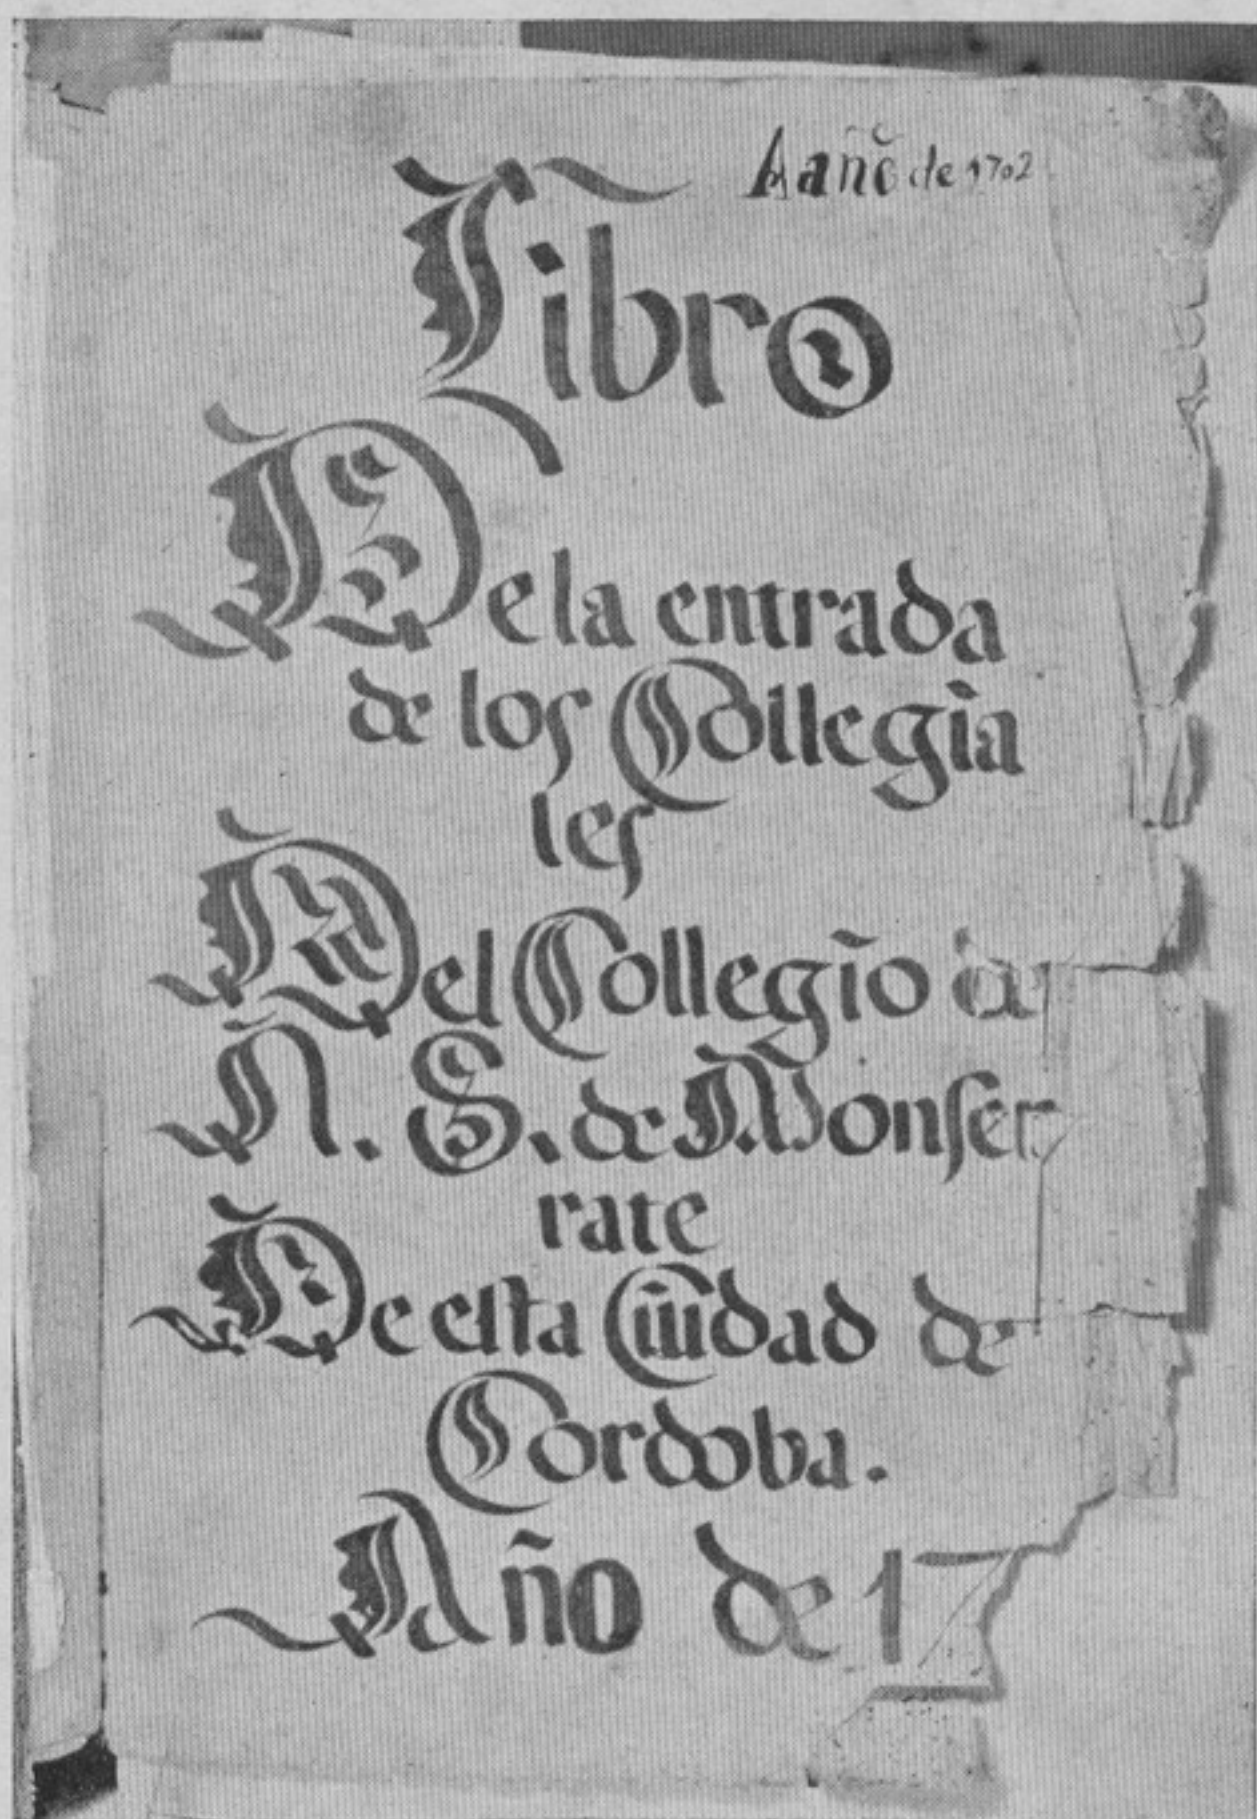 año de 1702
Libro
De la entrada
de los Collegia
les
Del Collegio de
N. S. de Monser
rate
De esta Ciudad de
Cordoba.
Año de 17